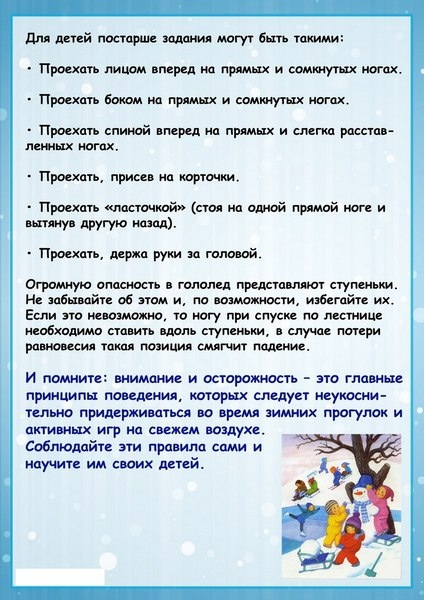 Для детей постарше задания могут быть такими:
· Проехать лицом вперед на прямых и сомкнутых ногах.
· Проехать боком на прямых и сомкнутых ногах.
· Проехать спиной вперед на прямых и слегка расстав-
ленных ногах.
· Проехать, присев на корточки.
· Проехать «ласточкой» (стоя на одной прямой ноге и
вытянув другую назад).
· Проехать, держа руки за головой.
Огромную опасность в гололед представляют ступеньки.
Не забывайте об этом и, по возможности, избегайте их.
Если это невозможно, то ногу при спуске по лестнице
необходимо ставить вдоль ступеньки, в случае потери
равновесия такая позиция смягчит падение.
И помните: внимание и осторожность – это главные
принципы поведения, которых следует неукосни-
тельно придерживаться во время зимних прогулок и
активных игр на свежем воздухе.
Соблюдайте эти правила сами и
научите им своих детей.